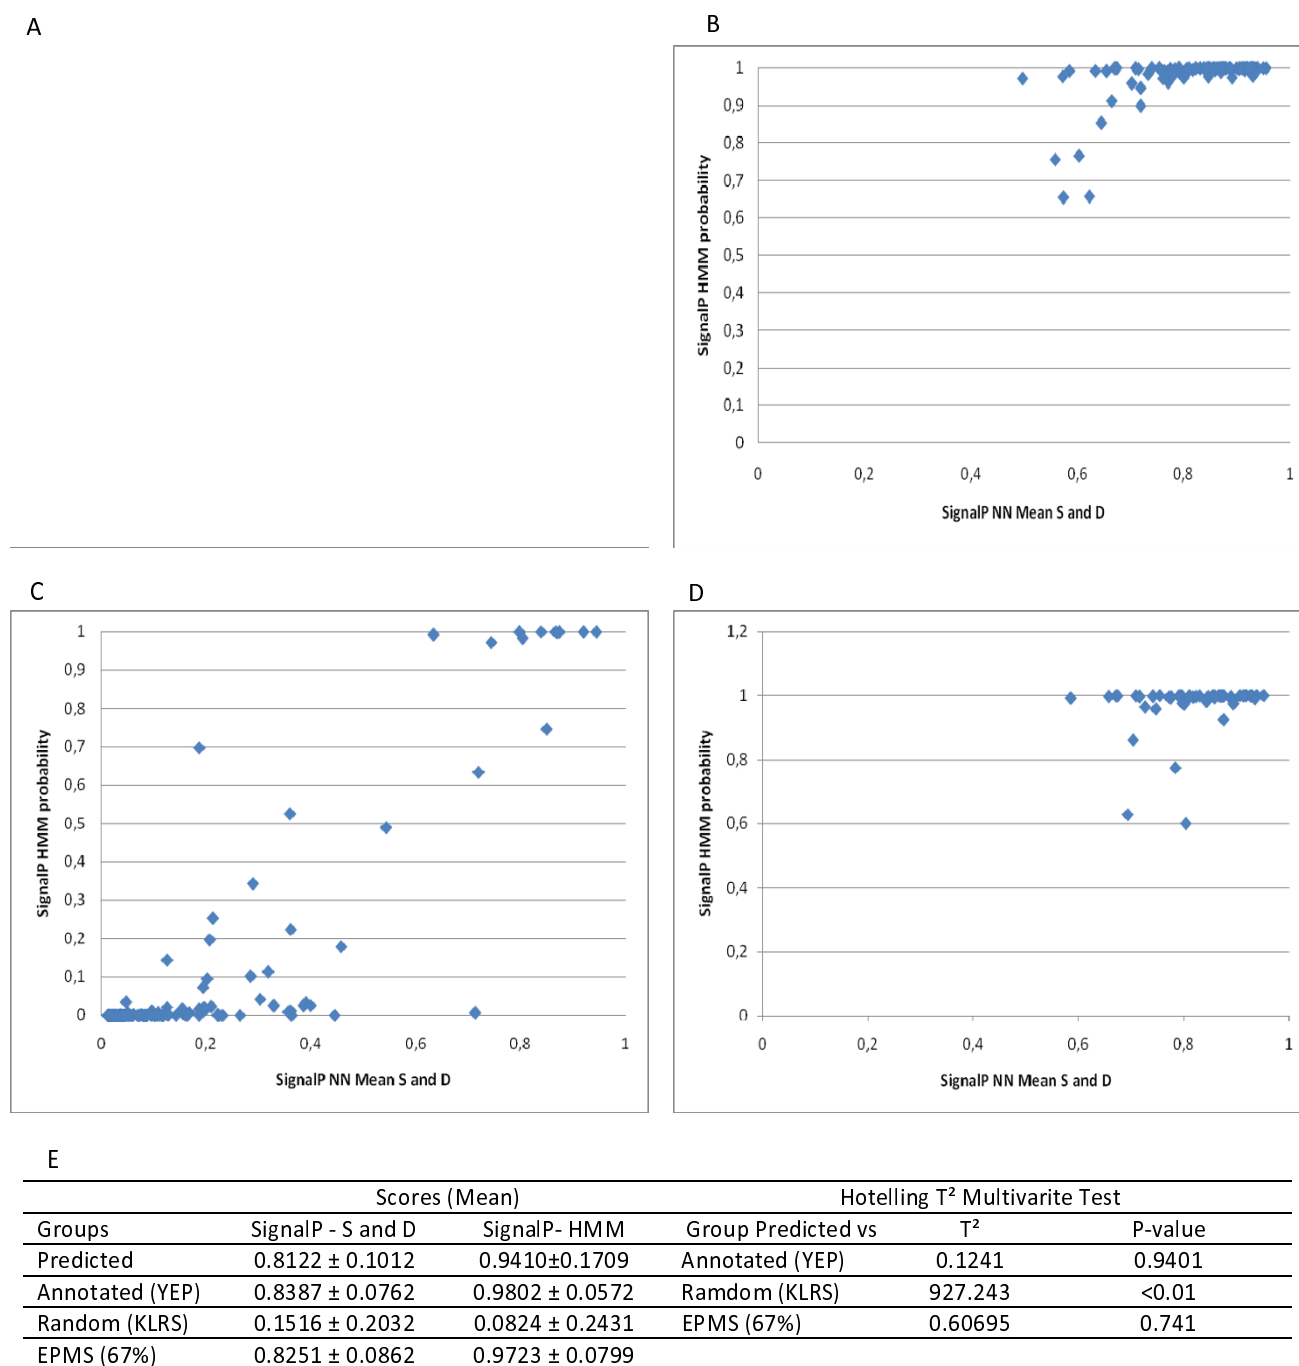 A
B
1
0,9
0,8
0,7
0,6
0,5
0,4
0,3
0,2
0,1
0
SignalP HMM probability
0 0,2 0,4 0,6 0,8 1
SignalP NN Mean S and D
C
1
0,9
0,8
0,7
0,6
0,5
0,4
0,3
0,2
0,1
0
SignalP HMM probability
0 0,2 0,4 0,6 0,8 1
SignalP NN Mean S and D
D
1,2
1
0,8
0,6
0,4
0,2
0
SignalP HMM probability
0 0,2 0,4 0,6 0,8 1
SignalP NN Mean S and D
E
Scores (Mean) Hotelling T² Multivarite Test
Groups SignalP - S and D SignalP- HMM Group Predicted vs T² P-value
Predicted 0.8122 ± 0.1012 0.9410±0.1709 Annotated (YEP) 0.1241 0.9401
Annotated (YEP) 0.8387 ± 0.0762 0.9802 ± 0.0572 Ramdom (KLRS) 927.243 <0.01
Random (KLRS) 0.1516 ± 0.2032 0.0824 ± 0.2431 EPMS (67%) 0.60695 0.741
EPMS (67%) 0.8251 ± 0.0862 0.9723 ± 0.0799